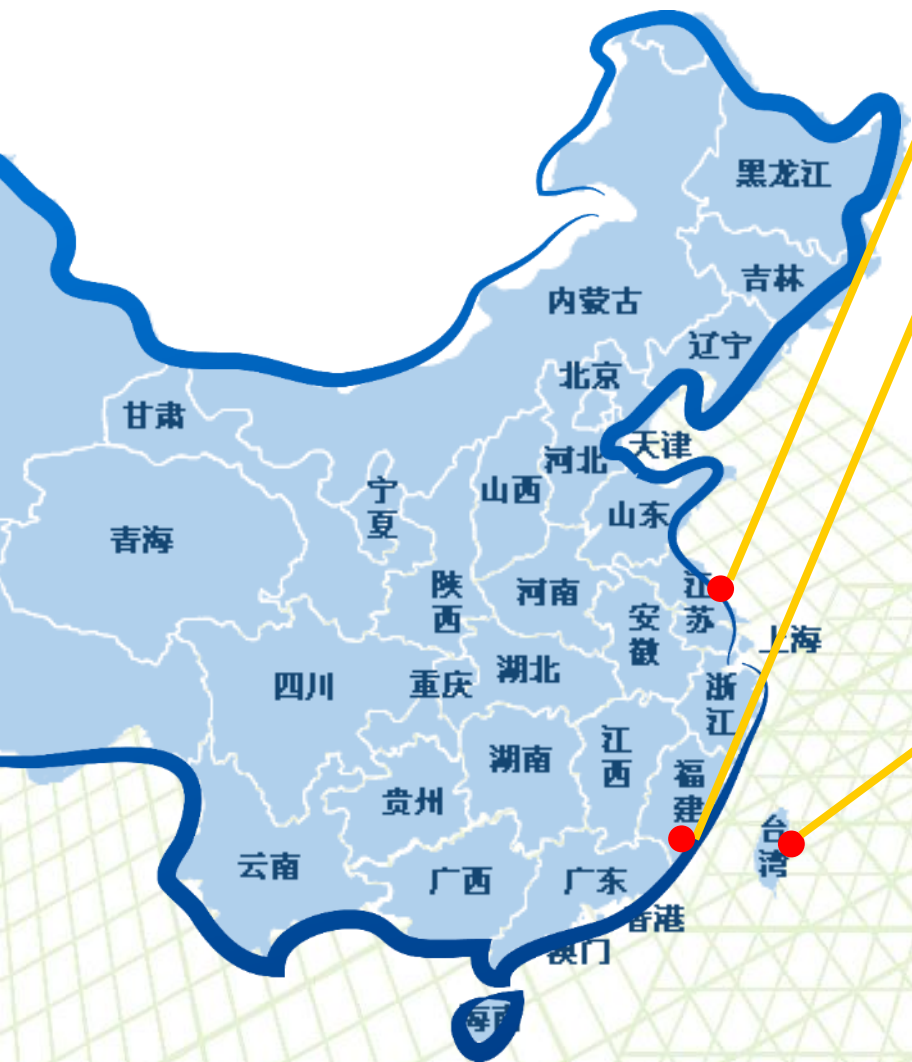 黑龙江
吉林
内蒙古
辽宁
北京
甘肃
天津
河北
山西
宁
夏
山东
青海
陕
西
河南
江
苏
安
徽
上海
四川
重庆
湖北
浙
江
江
西
湖南
福
建
贵州
台
湾
云南
广西
广东
香港
澳门
海南